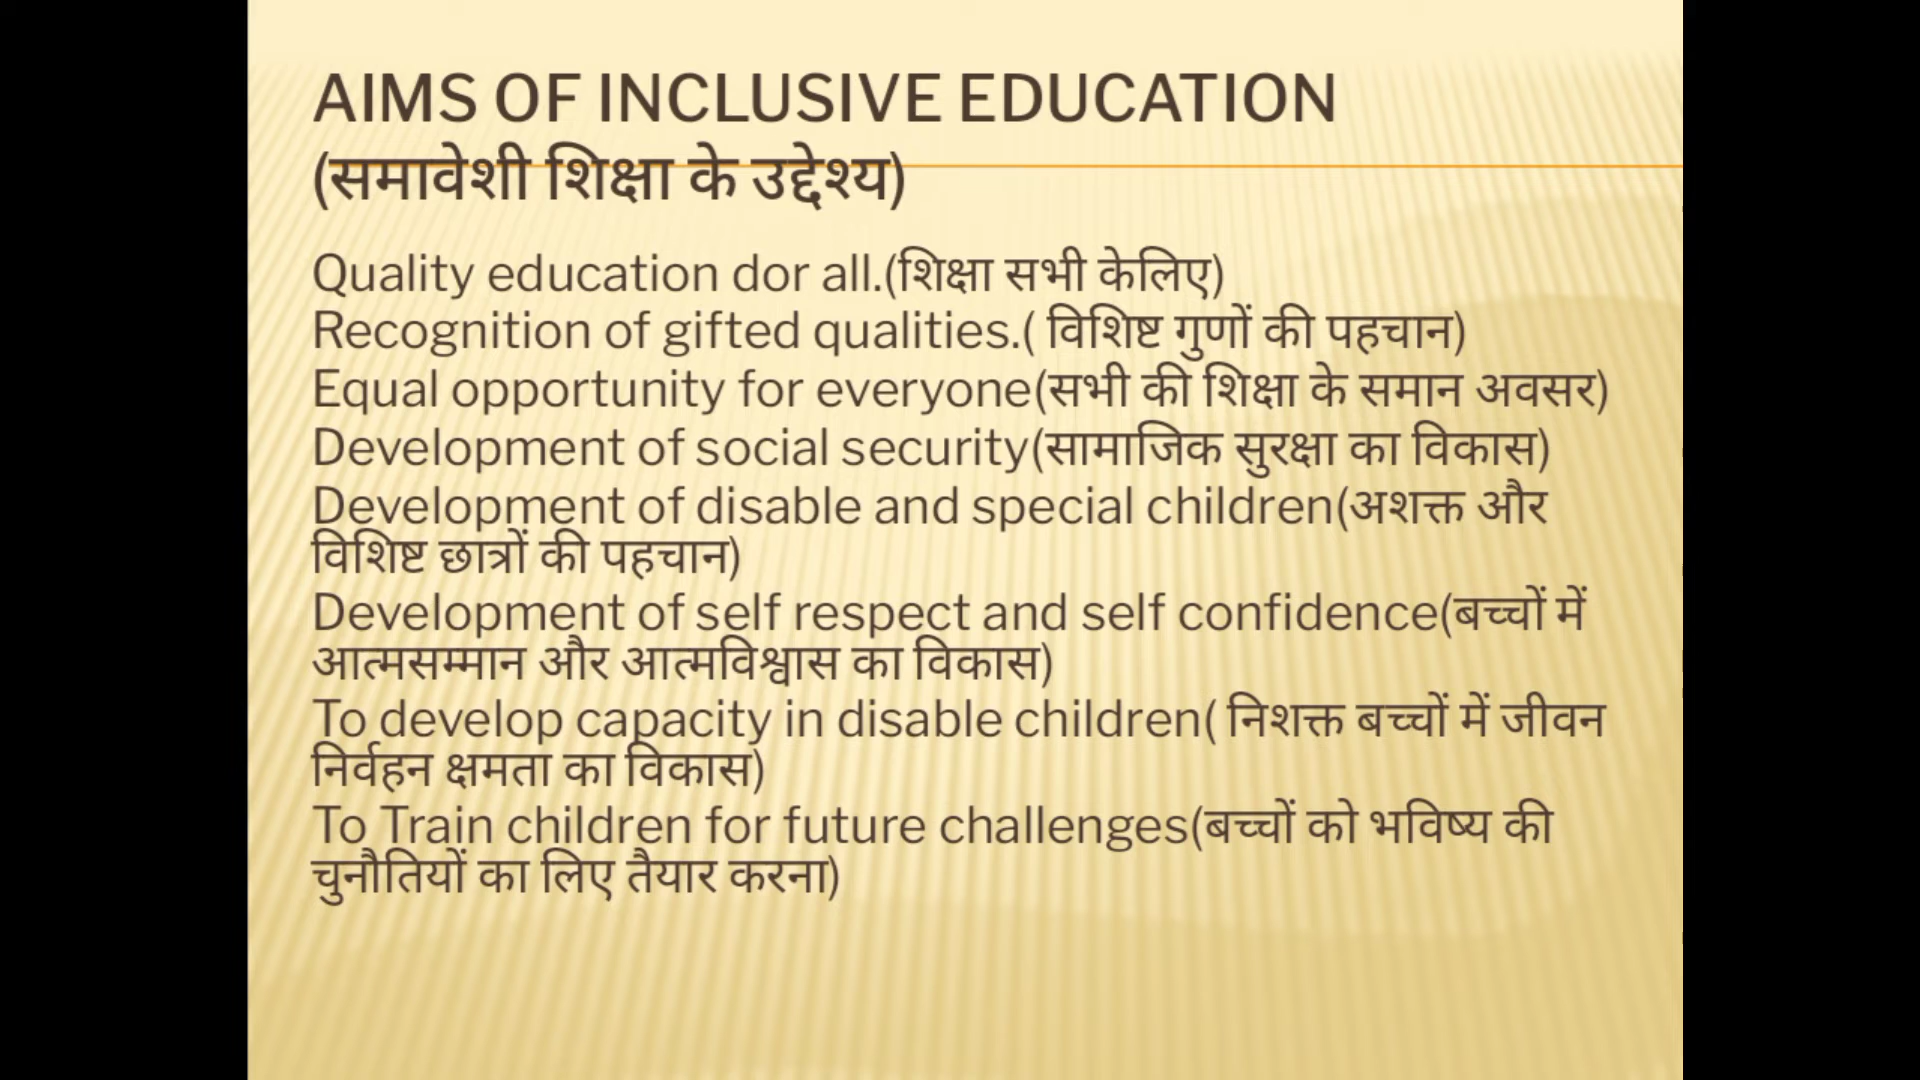 AIMS OF INCLUSIVE EDUCATION
(समावेशी शिक्षा के उद्देश्य)
Quality education dor all.(शिक्षा सभी केलिए)
Recognition of gifted qualities.( विशिष्ट गुणों की पहचान)
Equal opportunity for everyone(सभी की शिक्षा के समान अवसर)
Development of social security(सामाजिक सुरक्षा का विकास)
Development of disable and special children(अशक्त और
विशिष्ट छात्रों की पहचान)
Development of self respect and self confidence(बच्चों में
आत्मसम्मान और आत्मविश्वास का विकास)
To develop capacity in disable children( निशक्त बच्चों में जीवन
निर्वहन क्षमता का विकास)
To Train children for future challenges(बच्चों को भविष्य की
चुनौतियों का लिए तैयार करना)